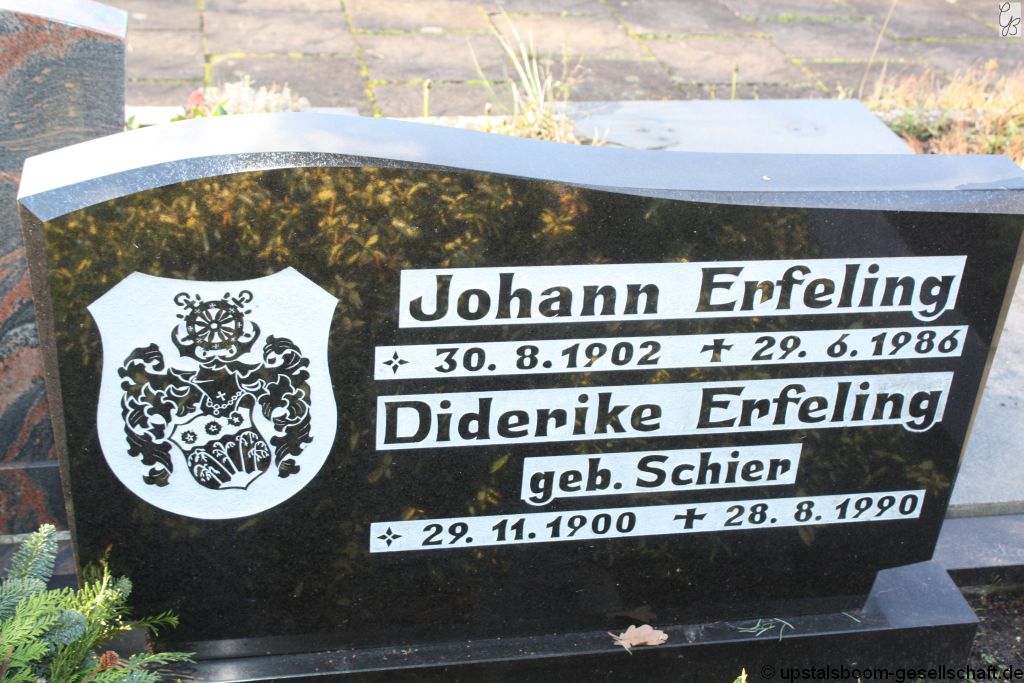 GB
Johann Erfeling
30. 8. 1902 29. 6. 1986
Diderike Erfeling
geb. Schier
29. 11. 1900 28. 8. 1990
© upstalsboom-gesellschaft.de